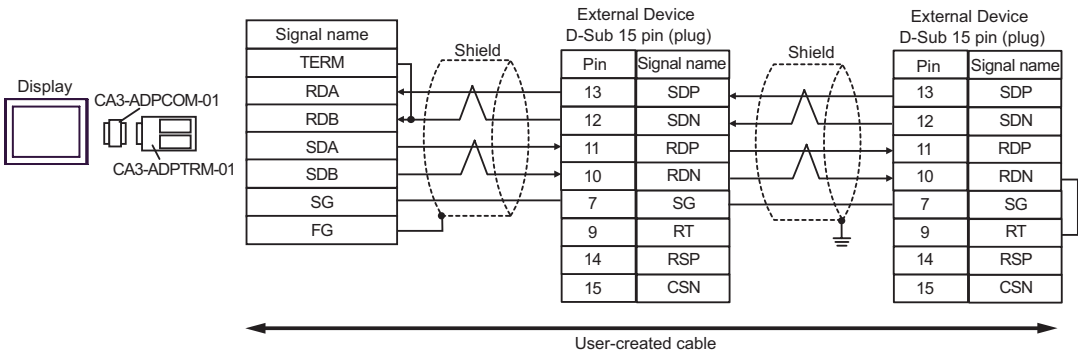 Display
CA3-ADPCOM-01
CA3-ADPTRM-01
Signal name
TERM
RDA
RDB
SDA
SDB
SG
FG
Shield
External Device
D-Sub 15 pin (plug)
Pin Signal name
13 SDP
12 SDN
11 RDP
10 RDN
7 SG
9 RT
14 RSP
15 CSN
Shield
External Device
D-Sub 15 pin (plug)
Pin Signal name
13 SDP
12 SDN
11 RDP
10 RDN
7 SG
9 RT
14 RSP
15 CSN
User-created cable